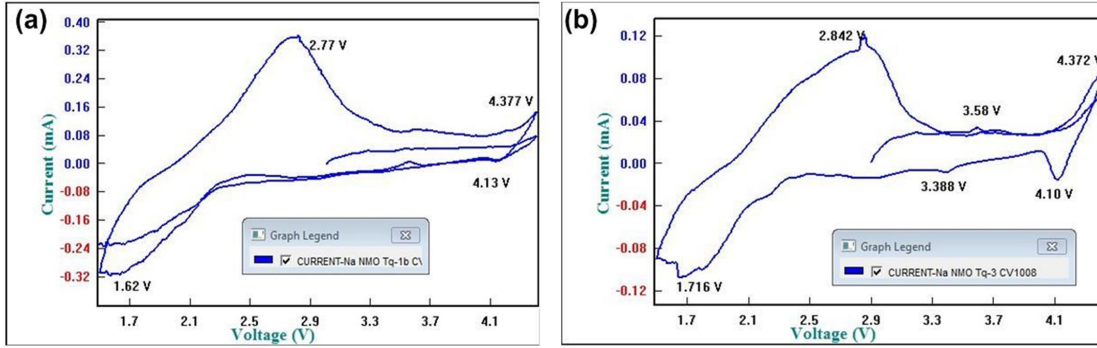 (a)
0.40
0.32
0.24
0.16
0.08
0.00
-0.08
-0.16
-0.24
-0.32
Current (mA)
2.77 V
4.377 V
4.13 V
1.62 V
Graph Legend
CURRENT-Na NMO Tq-1b CV
1.7 2.1 2.5 2.9 3.3 3.7 4.1
Voltage (V)
(b)
0.12
0.08
0.04
0.00
-0.04
-0.08
-0.12
Current (mA)
2.842 V
4.372 V
3.58 V
3.388 V
4.10 V
1.716 V
Graph Legend
CURRENT-Na NMO Tq-3 CV1008
1.7 2.1 2.5 2.9 3.3 3.7 4.1
Voltage (V)